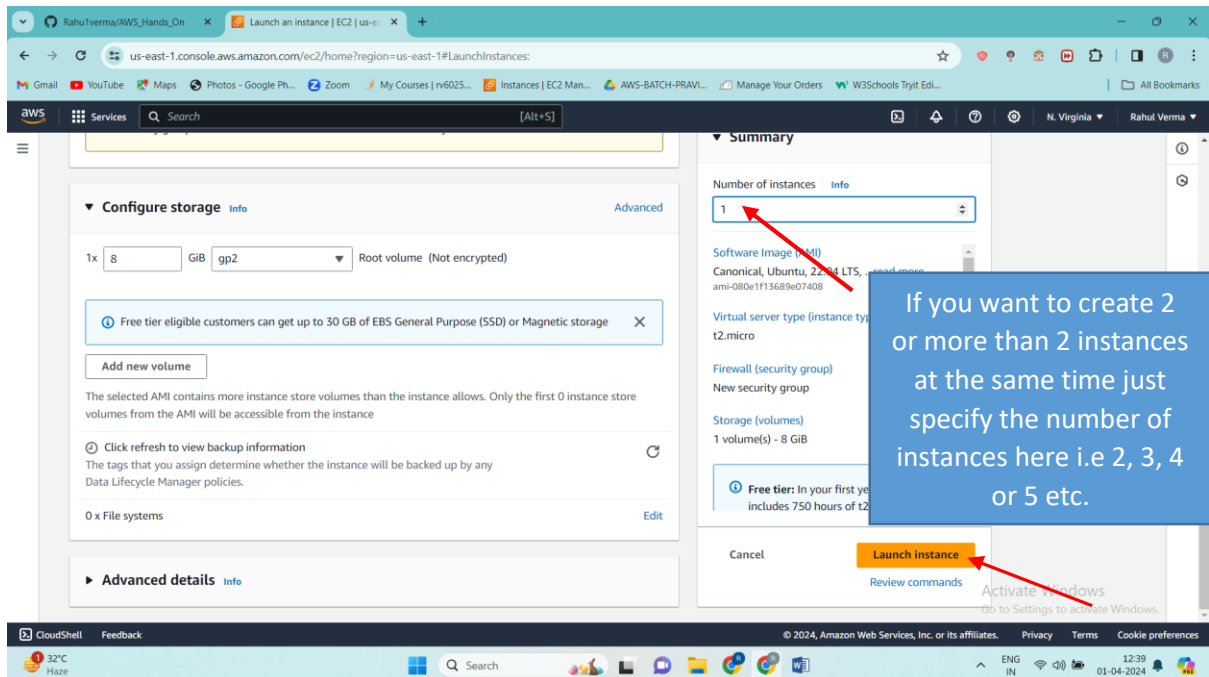 Rahu1verma/AWS_Hands_On
Launch an instance | EC2 | us-e
us-east-1.console.aws.amazon.com/ec2/home?region=us-east-1#LaunchInstances:
Gmail YouTube Maps Photos - Google Ph... Zoom My Courses | rv6025... Instances | EC2 Man... AWS-BATCH-PRAVI... Manage Your Orders W3Schools Tryit Edi... All Bookmarks
aws Services Search [Alt+S] N. Virginia Rahul Verma
Summary
Configure storage Info Advanced
1x 8 GiB gp2 Root volume (Not encrypted)
Free tier eligible customers can get up to 30 GB of EBS General Purpose (SSD) or Magnetic storage
Add new volume
The selected AMI contains more instance store volumes than the instance allows. Only the first 0 instance store
volumes from the AMI will be accessible from the instance
Click refresh to view backup information
The tags that you assign determine whether the instance will be backed up by any
Data Lifecycle Manager policies.
0 x File systems Edit
Advanced details Info
Number of instances Info
1
Software Image (AMI)
Canonical, Ubuntu, 22.04 LTS, ...read more
ami-080e1f13689e07408
Virtual server type (instance typ
t2.micro
Firewall (security group)
New security group
Storage (volumes)
1 volume(s) - 8 GiB
Free tier: In your first ye
includes 750 hours of t2
Cancel Launch instance
Review commands
If you want to create 2
or more than 2 instances
at the same time just
specify the number of
instances here i.e 2, 3, 4
or 5 etc.
Activate Windows
Go to Settings to activate Windows.
CloudShell Feedback © 2024, Amazon Web Services, Inc. or its affiliates. Privacy Terms Cookie preferences
1 32°C
Haze
Search
ENG
IN
12:39
01-04-2024
PRE